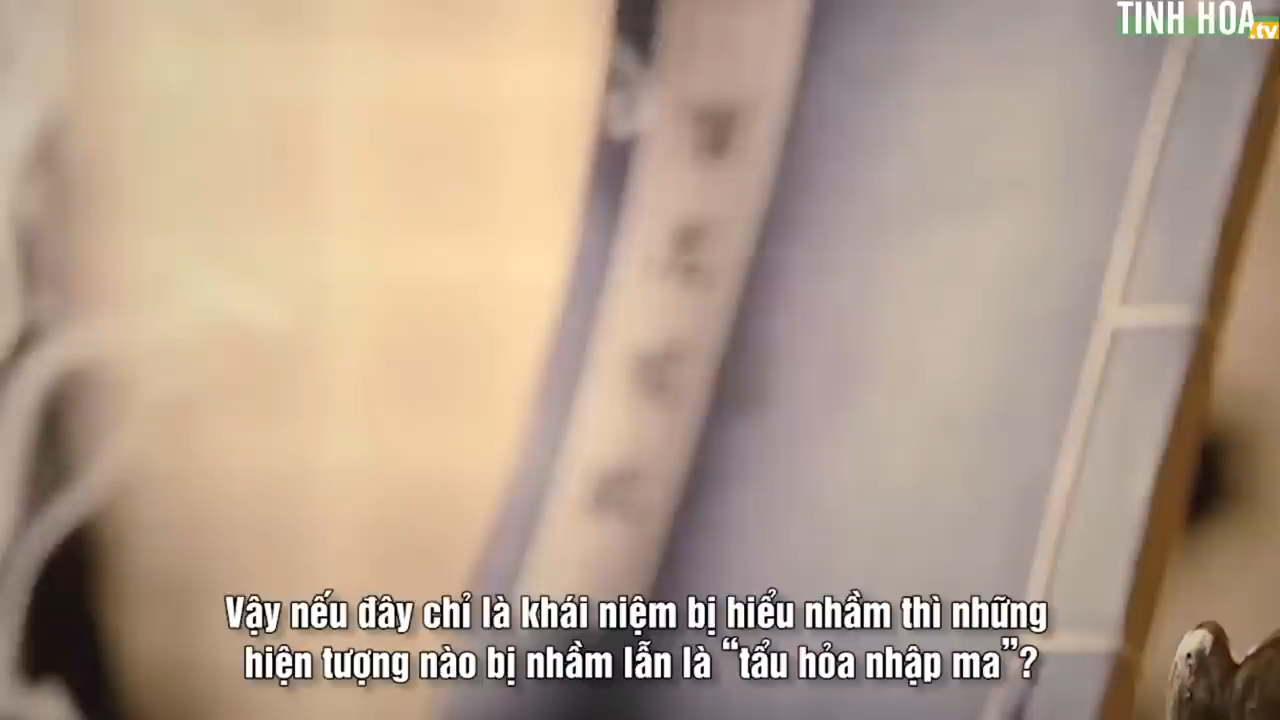 TINH HOA
.tv
Vậy nếu đây chỉ là khái niệm bị hiểu nhầm thì những
hiện tượng nào bị nhầm lẫn là “tẩu hỏa nhập ma”?